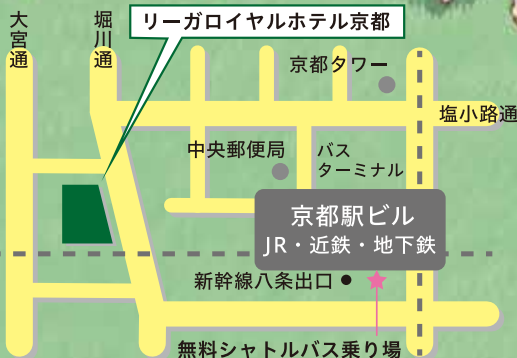 リーガロイヤルホテル京都
大宮通
堀川通
京都タワー
塩小路通
中央郵便局
バス
ターミナル
京都駅ビル
JR・近鉄・地下鉄
新幹線八条出口
無料シャトルバス乗り場